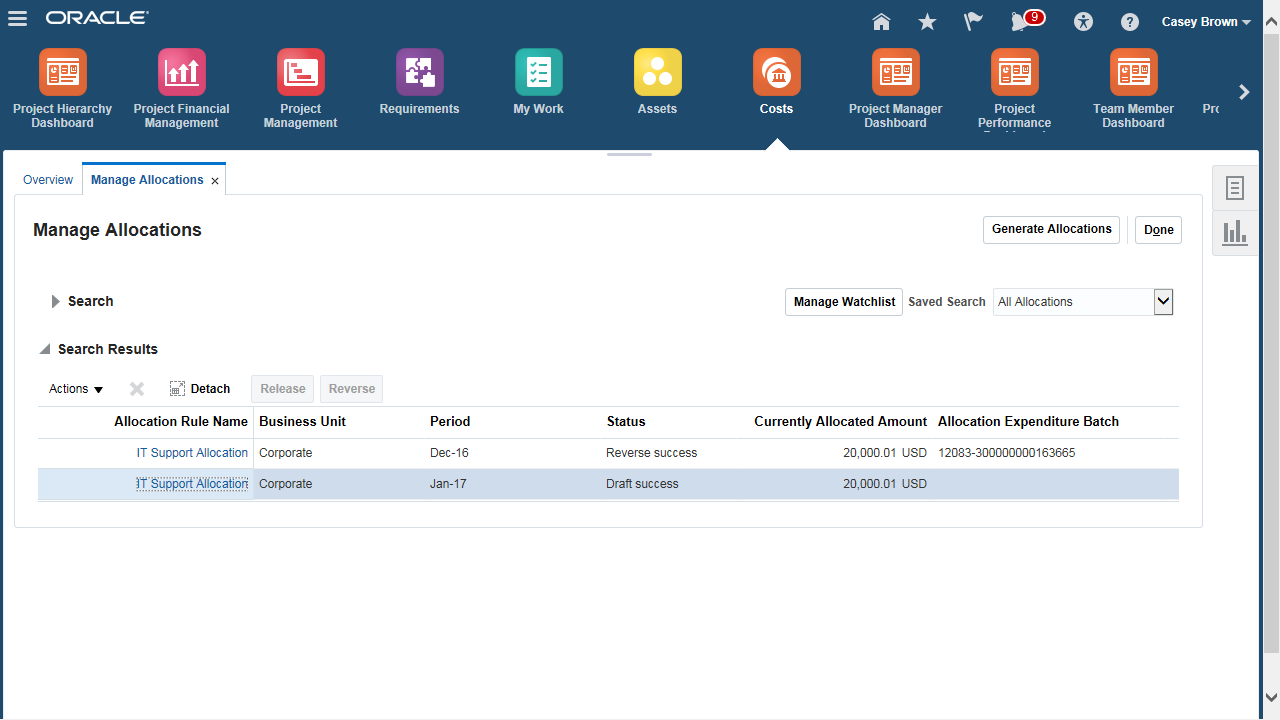 ORACLE®
9
Casey Brown
Project Hierarchy
Dashboard
Project Financial
Management
Project
Management
Requirements
My Work
Assets
Costs
Project Manager
Dashboard
Project
Performance
Team Member
Dashboard
Pro
Overview
Manage Allocations
Manage Allocations
Generate Allocations
Done
Search
Manage Watchlist
Saved Search
All Allocations
Search Results
Actions
Detach
Release
Reverse
Allocation Rule Name Business Unit Period Status Currently Allocated Amount Allocation Expenditure Batch
IT Support Allocation Corporate Dec-16 Reverse success 20,000.01 USD 12083-300000000163665
IT Support Allocation Corporate Jan-17 Draft success 20,000.01 USD